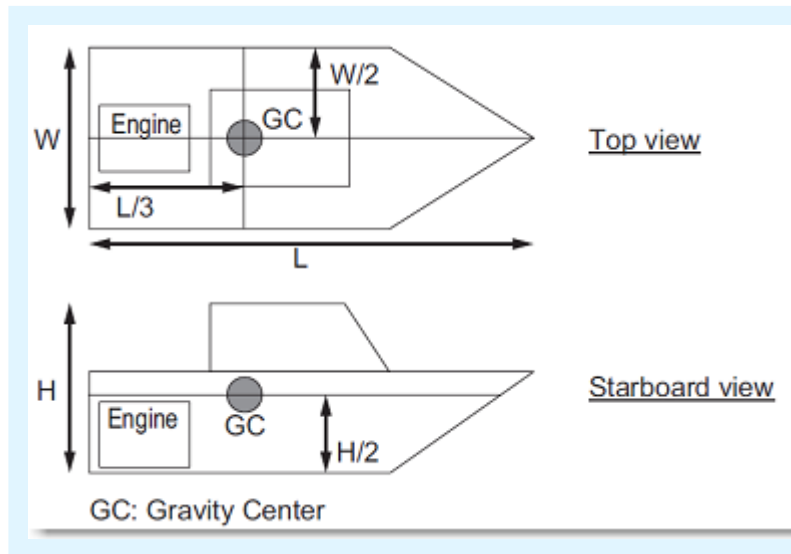 W/2
Engine
GC
W
Top view
L/3
L
H
Starboard view
Engine
GC
H/2
GC: Gravity Center